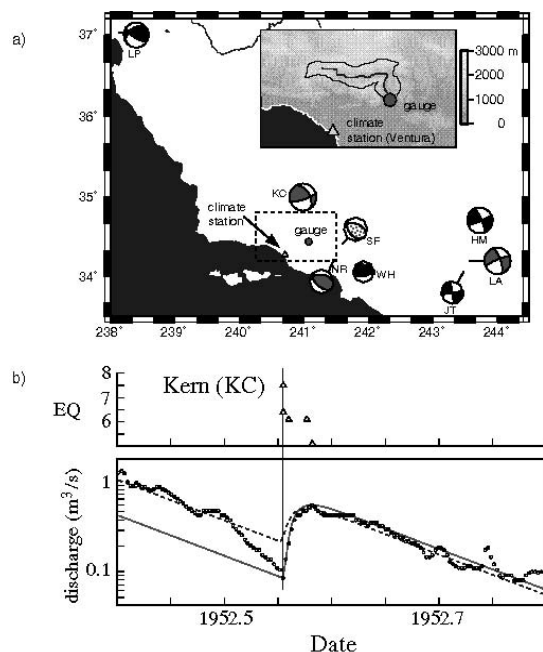 a)
3000 m
2000
1000
0
gauge
climate
station (Ventura)
LP
KC
climate
station
gauge
SF
HM
NR
WH
LA
JT
37°
36°
35°
34°
238° 239° 240° 241° 242° 243° 244°
b)
Kern (KC)
EQ
8
7
6
discharge (m³/s)
1
0.1
1952.5 1952.7
Date